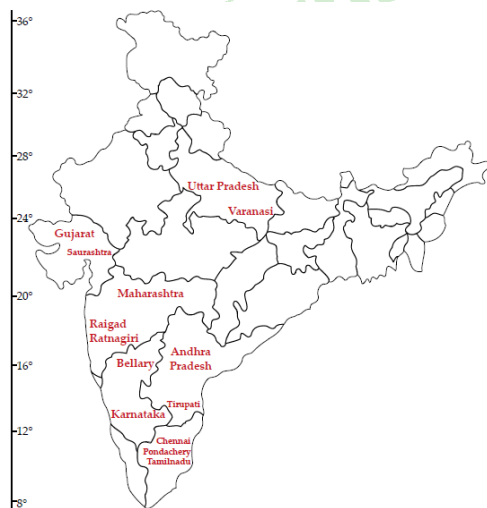 36°
32°
28°
Uttar Pradesh
Varanasi
24°
Gujarat
Saurashtra
20°
Maharashtra
Raigad
Ratnagiri
16°
Bellary
Andhra
Pradesh
Tirupati
Karnataka
12°
Chennai
Pondachery
Tamilnadu
8°